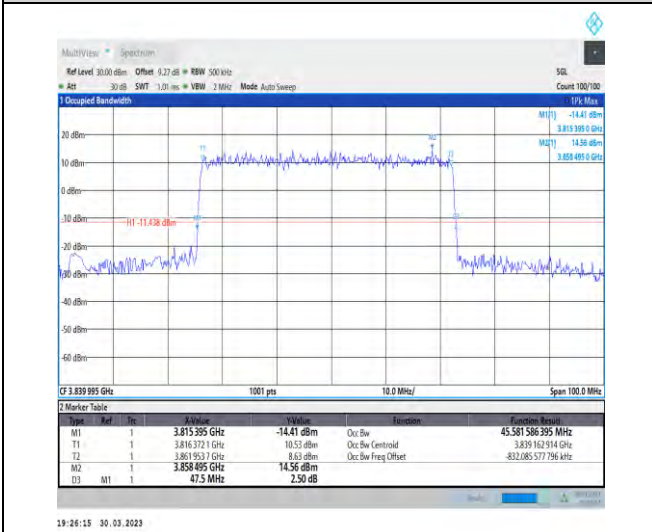 MultiView Spectrum
Ref Level 30.00 dBm Offset 9.27 dB RBW 500 kHz SGL
Att 30 dB SWT 1.01 ms VBW 2 MHz Mode Auto Sweep Count 100/100
1 Occupied Bandwidth 1Pk Max
M1[1] -14.41 dBm
3.815 395 0 GHz
20 dBm M2[1] 14.56 dBm
3.858 495 0 GHz
M2
T1
T2
10 dBm
0 dBm
-10 dBm
H1 -11.438 dBm
-20 dBm
-30 dBm
-40 dBm
-50 dBm
-60 dBm
CF 3.839 995 GHz 1001 pts 10.0 MHz/ Span 100.0 MHz
2 Marker Table
Type Ref Trc X-Value Y-Value Function Function Result
M1 1 3.815 395 GHz -14.41 dBm Occ Bw 45.581 586 395 MHz
T1 1 3.816 372 1 GHz 10.53 dBm Occ Bw Centroid 3.839 162 914 GHz
T2 1 3.861 953 7 GHz 8.63 dBm Occ Bw Freq Offset -832.085 577 796 kHz
M2 1 3.858 495 GHz 14.56 dBm
D3 M1 1 47.5 MHz 2.50 dB
19:26:15 30.03.2023